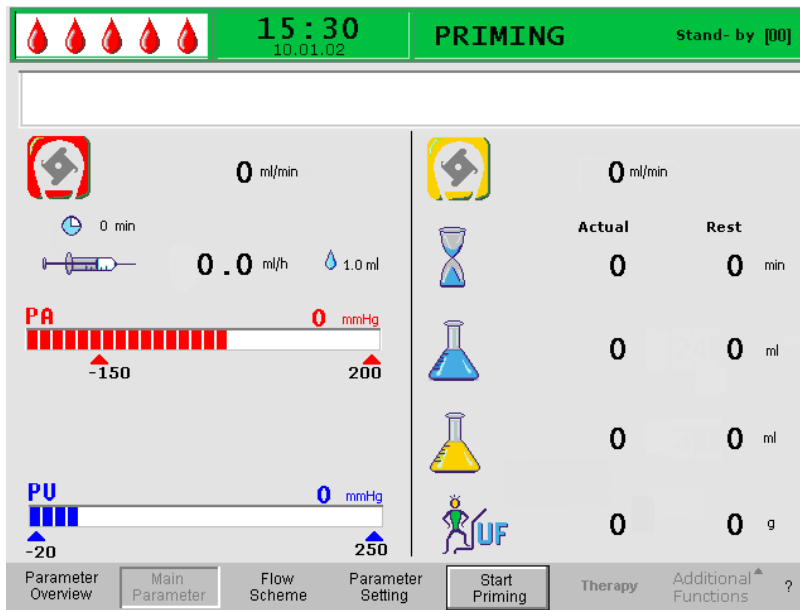 15:30
10.01.02
PRIMING
Stand- by [00]
0 ml/min
0 min
0.0 ml/h
1.0 ml
PA 0 mmHg
-150 200
PV 0 mmHg
-20 250
0 ml/min
Actual Rest
0 0 min
0 0 ml
0 0 ml
UF 0 0 g
Parameter Overview
Main Parameter
Flow Scheme
Parameter Setting
Start Priming
Therapy
Additional Functions
?